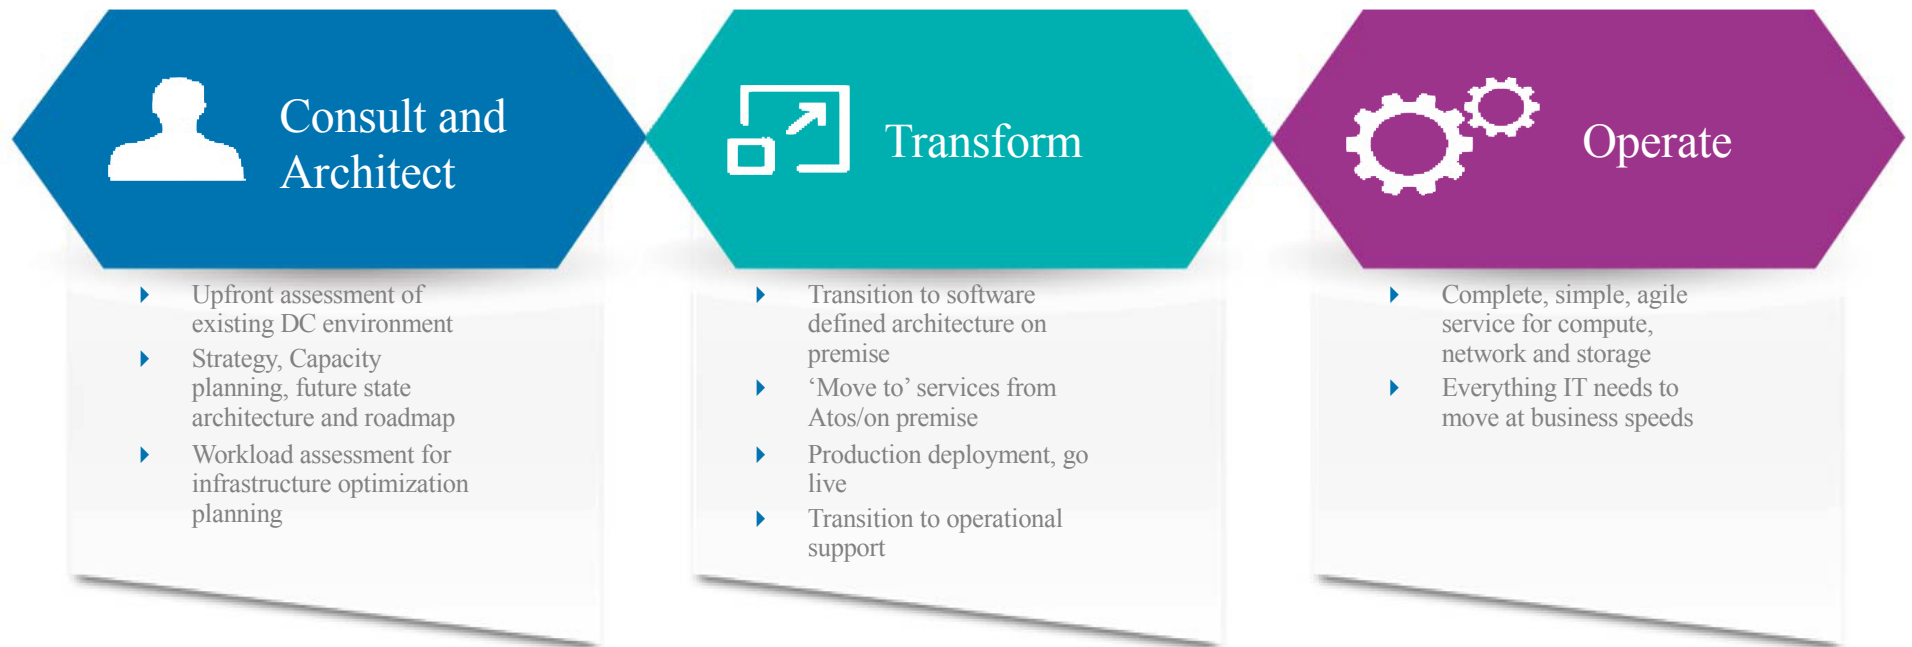 Consult and
Architect
Upfront assessment of
existing DC environment
Strategy, Capacity
planning, future state
architecture and roadmap
Workload assessment for
infrastructure optimization
planning
Transform
Transition to software
defined architecture on
premise
‘Move to’ services from
Atos/on premise
Production deployment, go
live
Transition to operational
support
Operate
Complete, simple, agile
service for compute,
network and storage
Everything IT needs to
move at business speeds